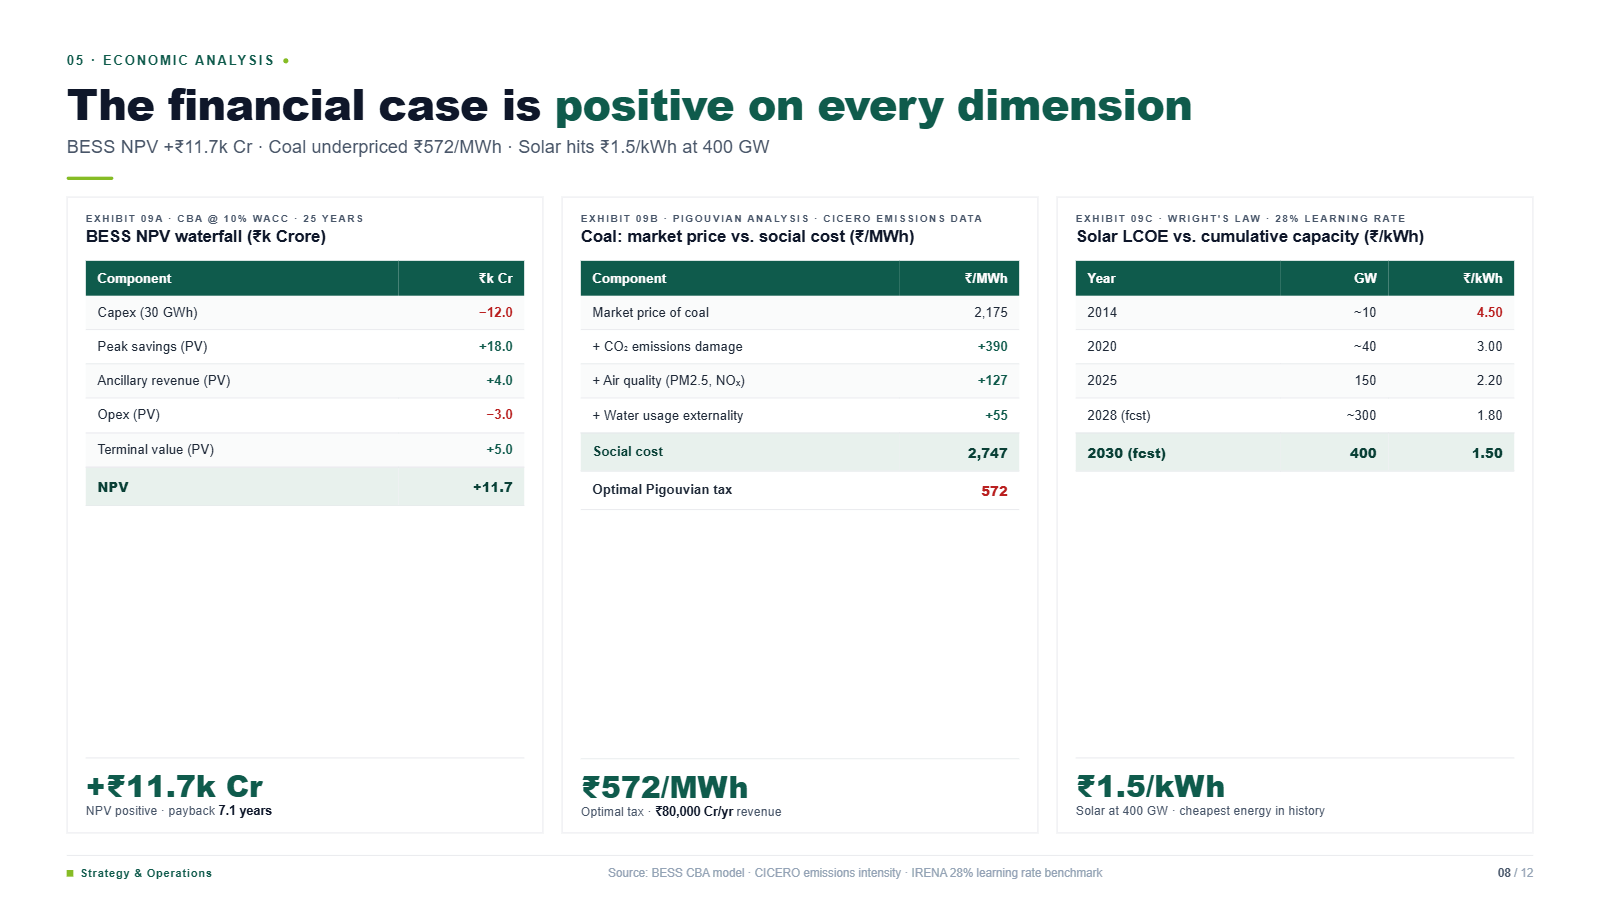 05 · ECONOMIC ANALYSIS
The financial case is positive on every dimension
BESS NPV +₹11.7k Cr · Coal underpriced ₹572/MWh · Solar hits ₹1.5/kWh at 400 GW
EXHIBIT 09A · CBA @ 10% WACC · 25 YEARS
BESS NPV waterfall (₹k Crore)
Component ₹k Cr
Capex (30 GWh) −12.0
Peak savings (PV) +18.0
Ancillary revenue (PV) +4.0
Opex (PV) −3.0
Terminal value (PV) +5.0
NPV +11.7
+₹11.7k Cr
NPV positive · payback 7.1 years
EXHIBIT 09B · PIGOUVIAN ANALYSIS · CICERO EMISSIONS DATA
Coal: market price vs. social cost (₹/MWh)
Component ₹/MWh
Market price of coal 2,175
+ CO₂ emissions damage +390
+ Air quality (PM2.5, NOₓ) +127
+ Water usage externality +55
Social cost 2,747
Optimal Pigouvian tax 572
₹572/MWh
Optimal tax · ₹80,000 Cr/yr revenue
EXHIBIT 09C · WRIGHT'S LAW · 28% LEARNING RATE
Solar LCOE vs. cumulative capacity (₹/kWh)
Year GW ₹/kWh
2014 ~10 4.50
2020 ~40 3.00
2025 150 2.20
2028 (fcst) ~300 1.80
2030 (fcst) 400 1.50
₹1.5/kWh
Solar at 400 GW · cheapest energy in history
Strategy & Operations
Source: BESS CBA model · CICERO emissions intensity · IRENA 28% learning rate benchmark
08 / 12